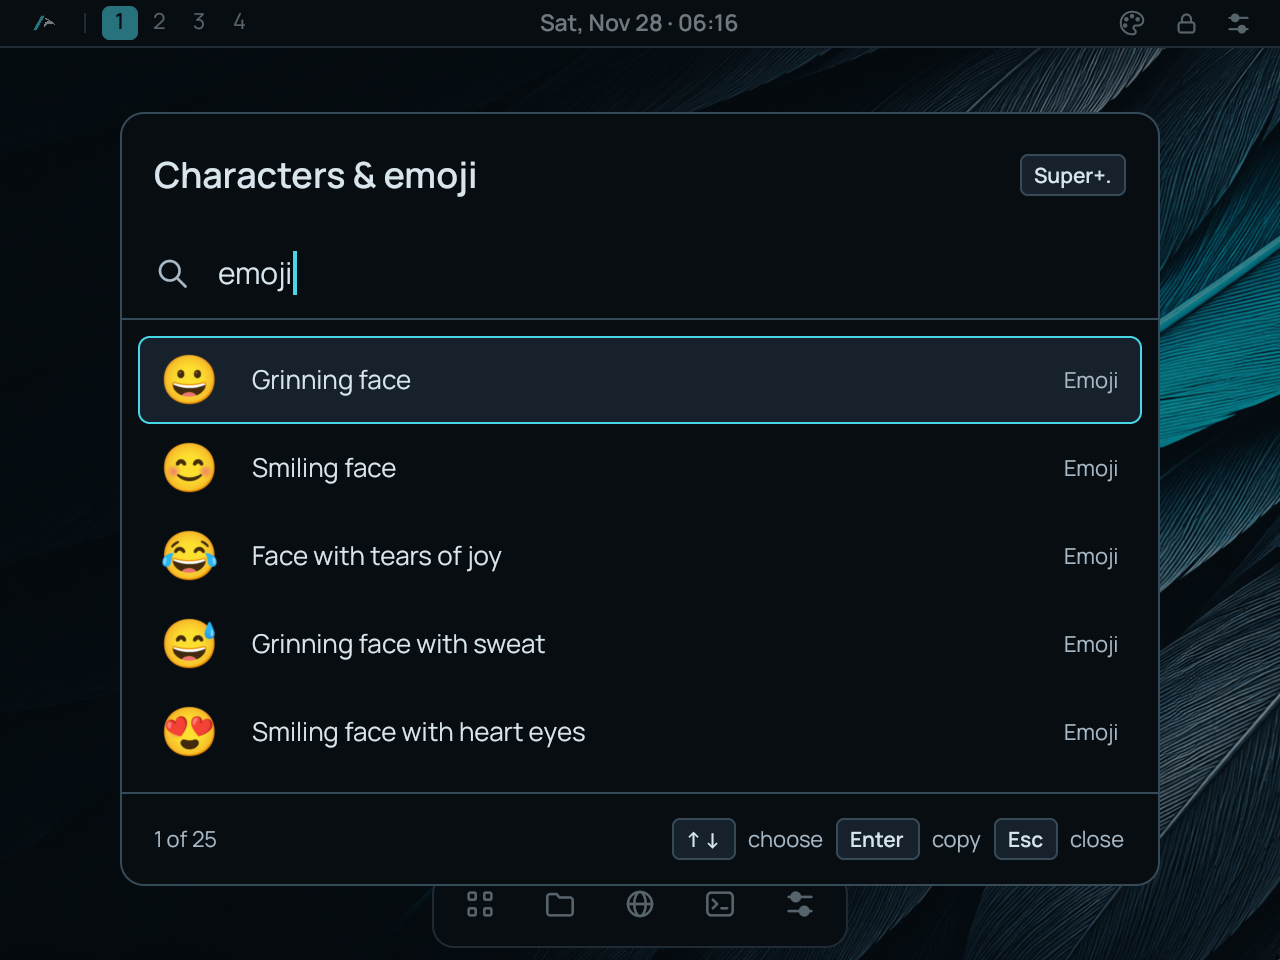 1 2 3 4
Sat, Nov 28 · 06:16
Characters & emoji
Super+.
emoji
😀 Grinning face Emoji
😊 Smiling face Emoji
😂 Face with tears of joy Emoji
😅 Grinning face with sweat Emoji
😍 Smiling face with heart eyes Emoji
1 of 25
↑ ↓ choose Enter copy Esc close